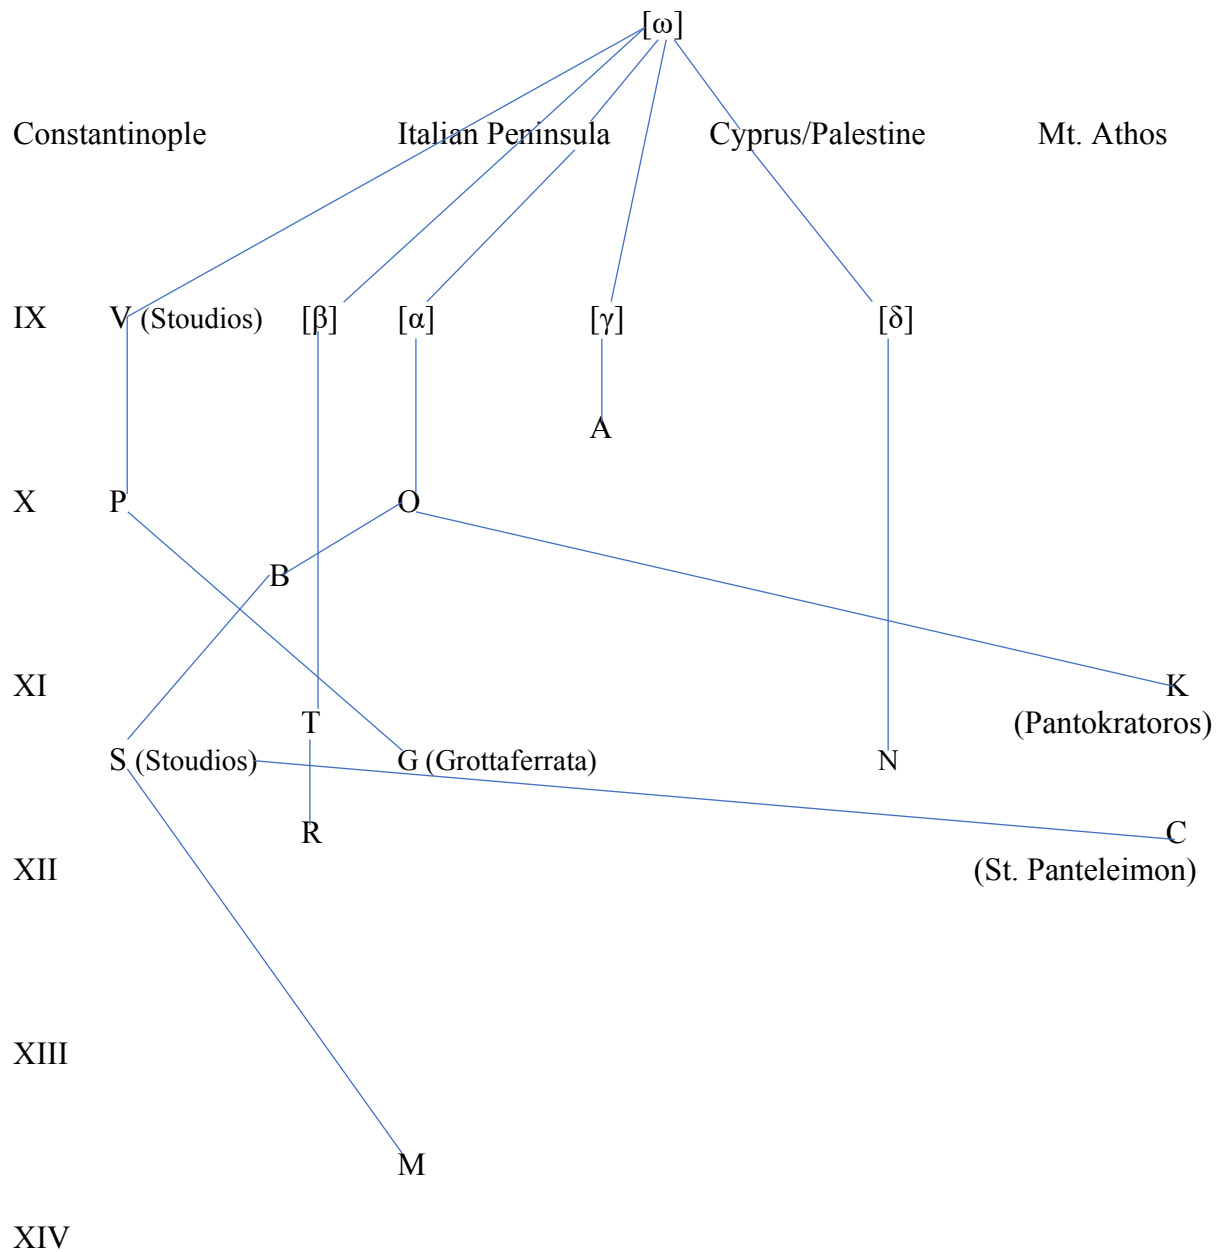 [ω]
Constantinople Italian Peninsula Cyprus/Palestine Mt. Athos
IX V (Stoudios) [β] [α] [γ] [δ]
A
X P O
B
XI K
T (Pantokratoros)
S (Stoudios) G (Grottaferrata) N
R C
XII (St. Panteleimon)
XIII
M
XIV